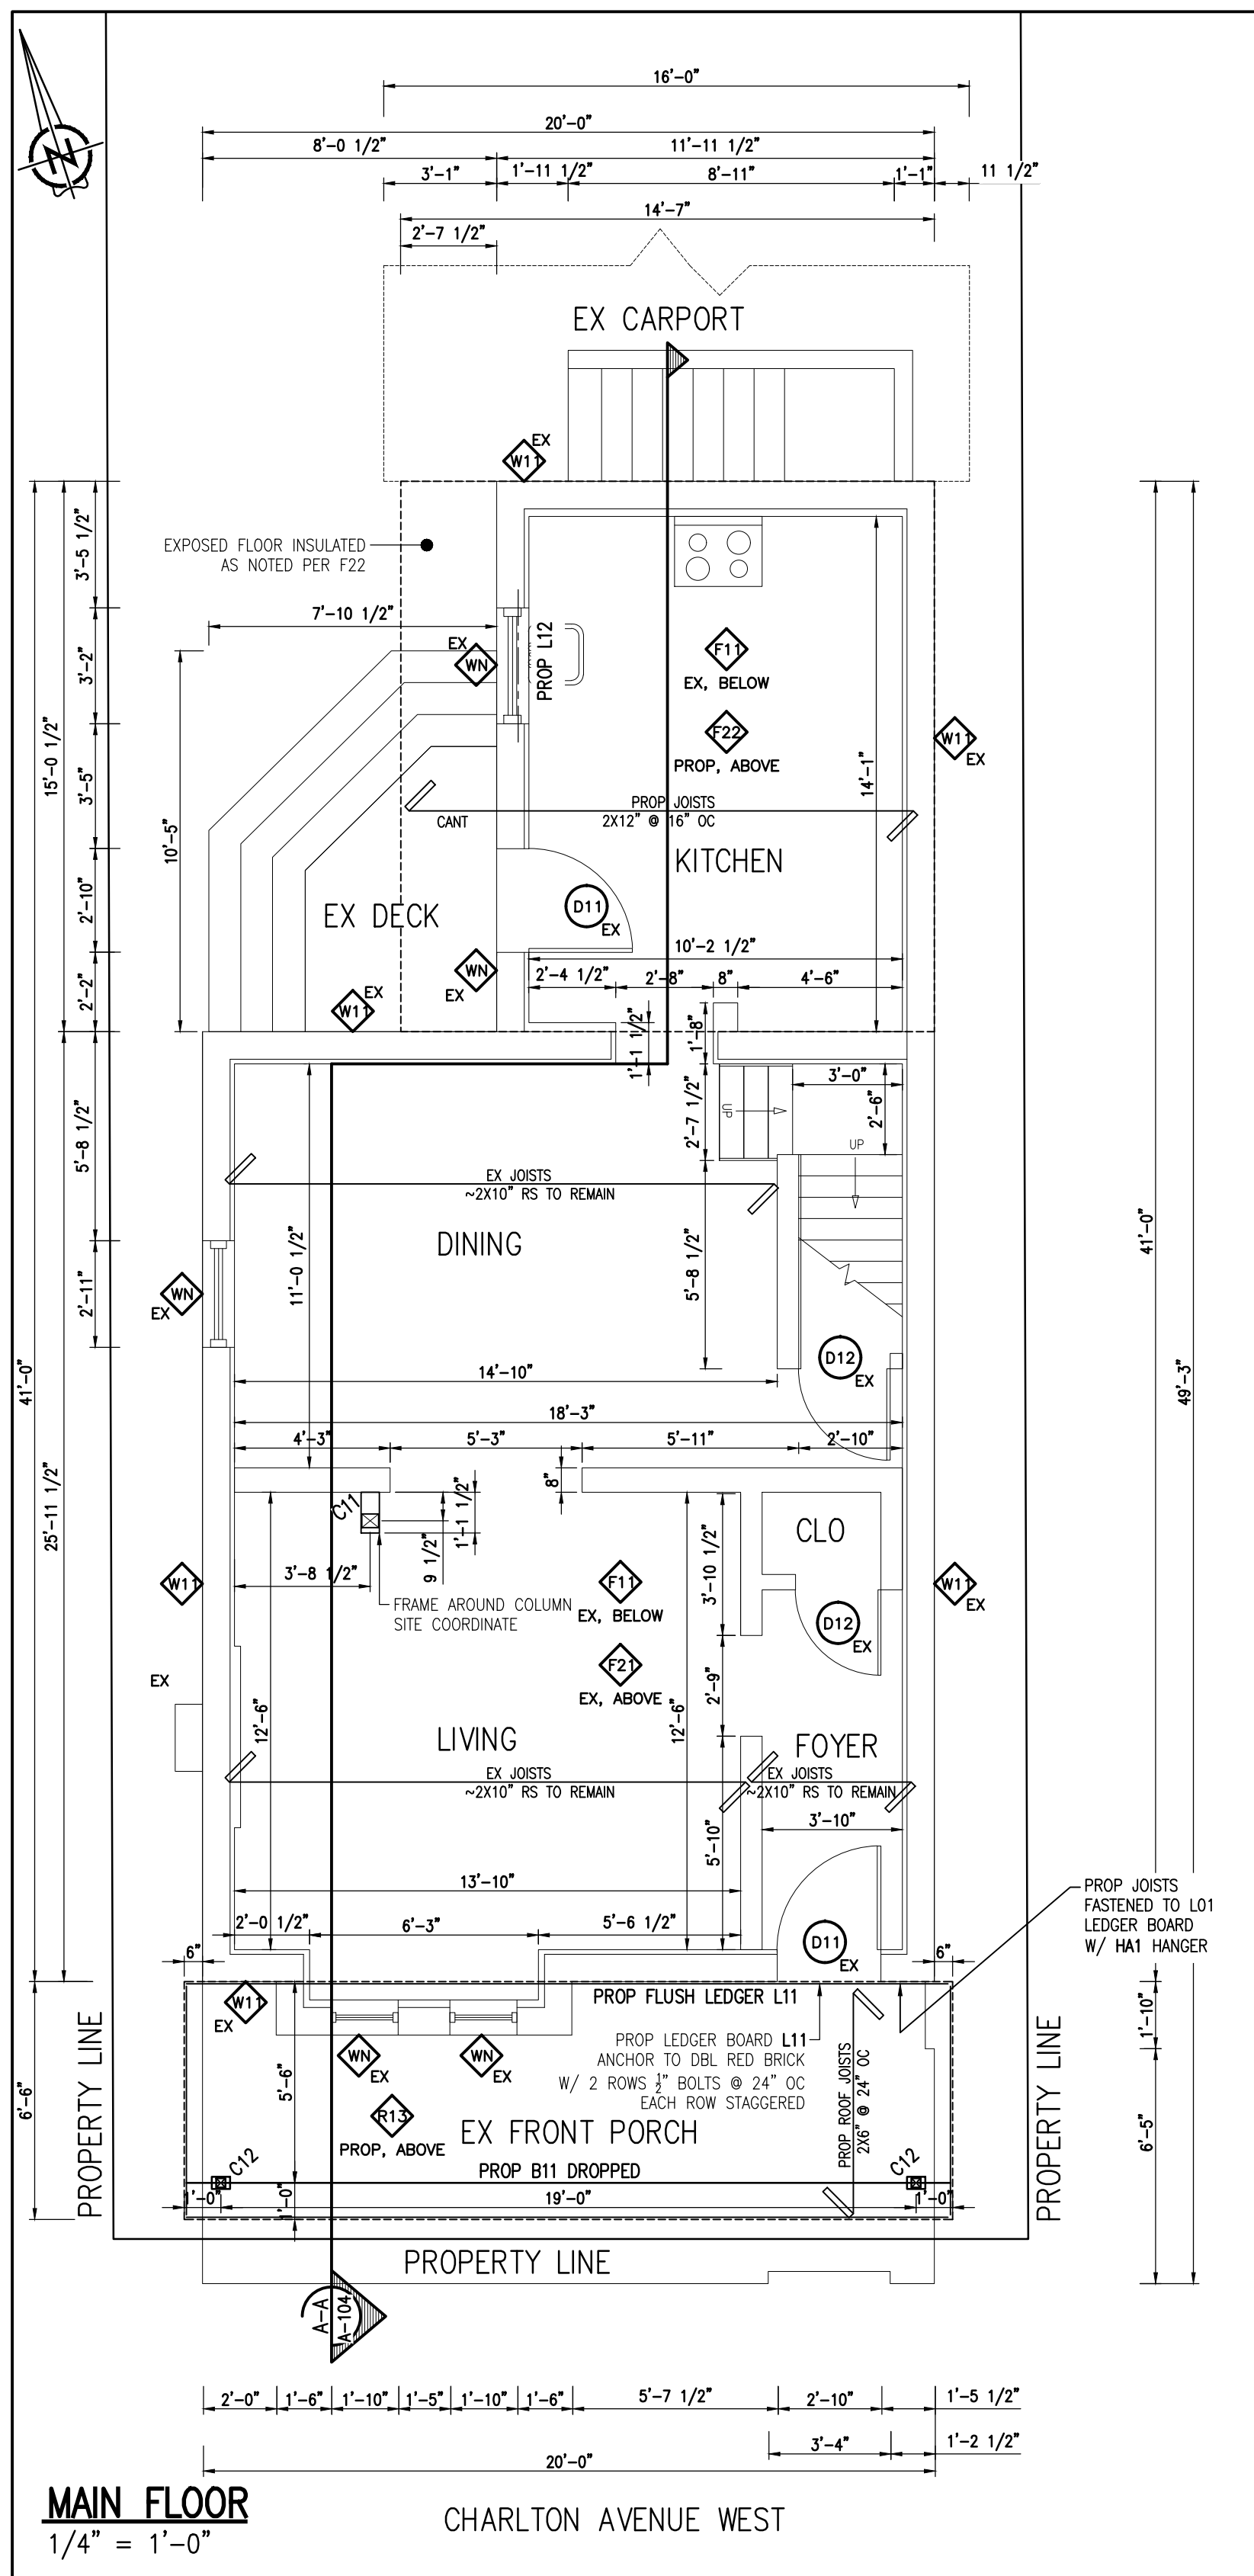 16'-0"
20'-0"
8'-0 1/2"
11'-11 1/2"
3'-1"
1'-11 1/2"
8'-11"
1'-1"
11 1/2"
14'-7"
2'-7 1/2"
N
EX CARPORT
EX
W11
EXPOSED FLOOR INSULATED
AS NOTED PER F22
3'-5 1/2"
7'-10 1/2"
PROP L12
EX
WN
F11
EX, BELOW
3'-2"
F22
PROP, ABOVE
W11
EX
15'-0 1/2"
14'-1"
3'-5"
PROP JOISTS
CANT
2X12" @ 16" OC
10'-5"
KITCHEN
2'-10"
EX DECK
D11
EX
10'-2 1/2"
WN
EX
2'-4 1/2"
2'-8"
8"
4'-6"
2'-2"
EX
W11
1'-1 1/2"
1'-8"
3'-0"
2'-6"
2'-7 1/2"
UP
UP
5'-8 1/2"
EX JOISTS
~2X10" RS TO REMAIN
DINING
11'-0 1/2"
5'-8 1/2"
41'-0"
2'-11"
WN
EX
D12
EX
14'-10"
49'-3"
41'-0"
18'-3"
4'-3"
5'-3"
5'-11"
2'-10"
8"
25'-11 1/2"
C11
1'-1 1/2"
9 1/2"
CLO
3'-10 1/2"
3'-8 1/2"
FRAME AROUND COLUMN
SITE COORDINATE
W11
F11
EX, BELOW
W11
EX
D12
EX
F21
EX, ABOVE
EX
2'-9"
12'-6"
12'-6"
LIVING
FOYER
EX JOISTS
~2X10" RS TO REMAIN
EX JOISTS
~2X10" RS TO REMAIN
3'-10"
5'-10"
13'-10"
PROP JOISTS
FASTENED TO L01
LEDGER BOARD
W/ HA1 HANGER
2'-0 1/2"
6'-3"
5'-6 1/2"
D11
EX
6"
6"
W11
EX
PROP FLUSH LEDGER L11
1'-10"
PROP LEDGER BOARD L11
ANCHOR TO DBL RED BRICK
W/ 2 ROWS 1/2" BOLTS @ 24" OC
EACH ROW STAGGERED
WN
EX
WN
EX
PROPERTY LINE
6'-6"
5'-6"
R13
PROP, ABOVE
EX FRONT PORCH
PROP ROOF JOISTS
2X6" @ 24" OC
PROPERTY LINE
6'-5"
C12
PROP B11 DROPPED
C12
1'-0"
1'-0"
19'-0"
1'-0"
PROPERTY LINE
A-A
A-104
2'-0"
1'-6"
1'-10"
1'-5"
1'-10"
1'-6"
5'-7 1/2"
2'-10"
1'-5 1/2"
3'-4"
1'-2 1/2"
20'-0"
MAIN FLOOR
1/4" = 1'-0"
CHARLTON AVENUE WEST